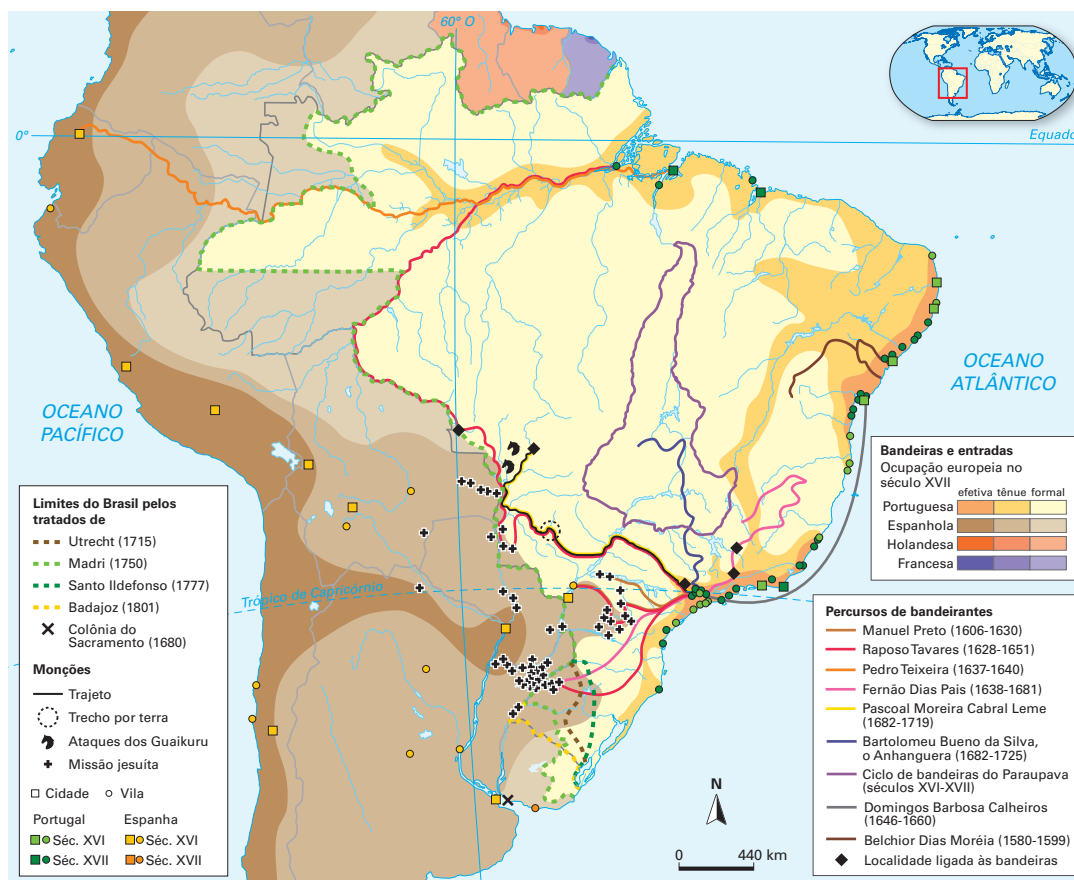 60° O
0°
Equador
OCEANO
ATLÂNTICO
OCEANO
PACÍFICO
Trópico de Capricórnio
Limites do Brasil pelos
tratados de
Utrecht (1715)
Madri (1750)
Santo Ildefonso (1777)
Badajoz (1801)
Colônia do
Sacramento (1680)
Monções
Trajeto
Trecho por terra
Ataques dos Guaikuru
Missão jesuíta
Cidade
Vila
Portugal
Espanha
Séc. XVI
Séc. XVI
Séc. XVII
Séc. XVII
Bandeiras e entradas
Ocupação europeia no
século XVII
efetiva tênue formal
Portuguesa
Espanhola
Holandesa
Francesa
Percursos de bandeirantes
Manuel Preto (1606-1630)
Raposo Tavares (1628-1651)
Pedro Teixeira (1637-1640)
Fernão Dias Pais (1638-1681)
Pascoal Moreira Cabral Leme
(1682-1719)
Bartolomeu Bueno da Silva,
o Anhanguera (1682-1725)
Ciclo de bandeiras do Paraupava
(séculos XVI-XVII)
Domingos Barbosa Calheiros
(1646-1660)
Belchior Dias Moréia (1580-1599)
Localidade ligada às bandeiras
N
0
440 km